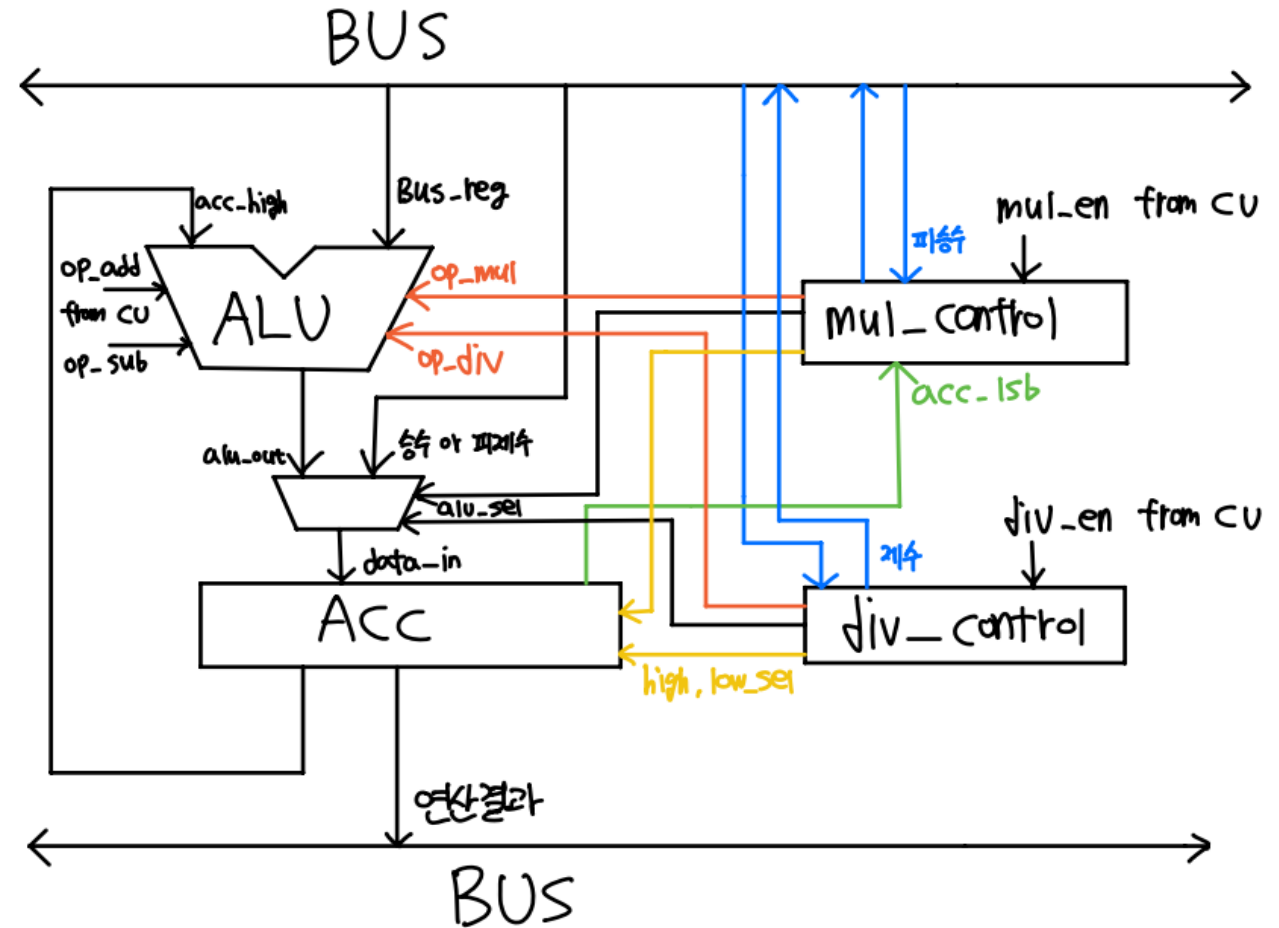 BUS
acc_high
Bus_reg
mul_en from CU
피승수
op_add
from CU
op_sub
ALU
op_mul
op_div
mul_control
acc_lsb
alu_out
승수 or 피제수
alu_sel
div_en from CU
제수
data_in
ACC
div_control
high, low_sel
연산결과
BUS